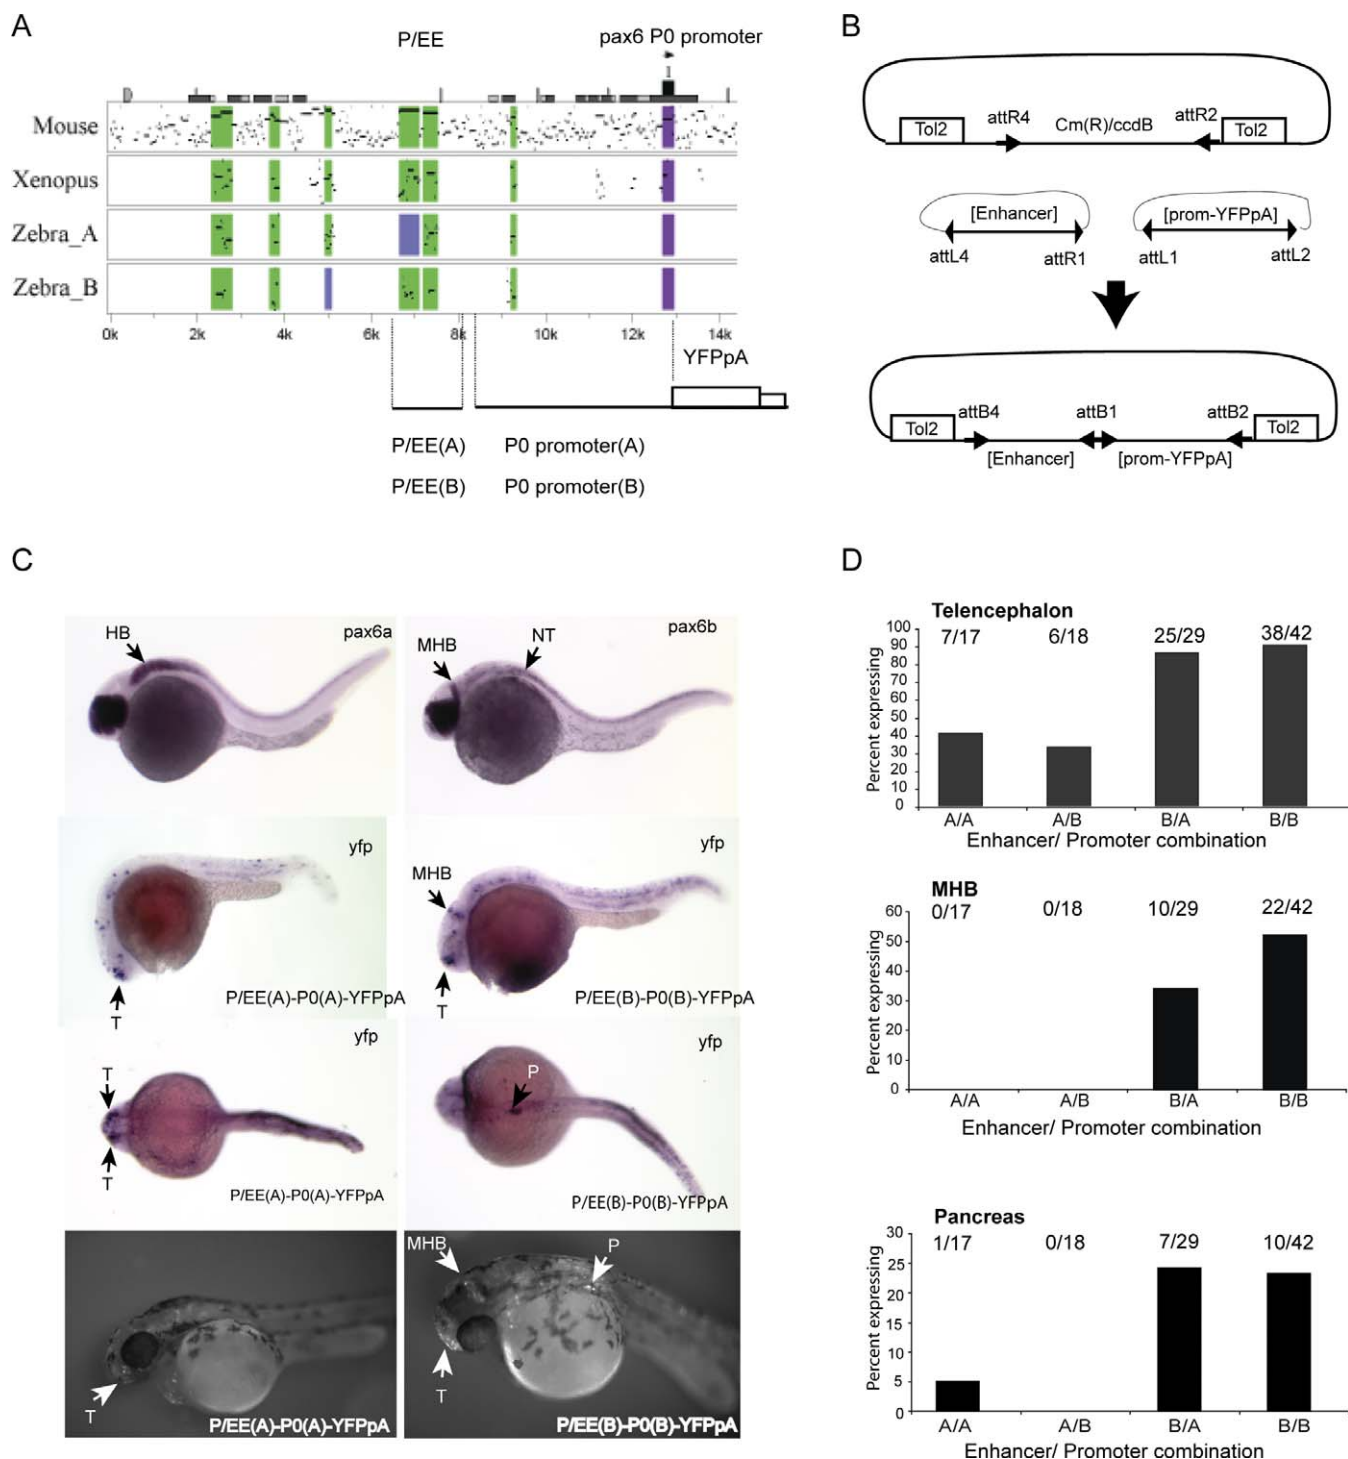 A
P/EE
pax6 P0 promoter
Mouse
Xenopus
Zebra_A
Zebra_B
0k 2k 4k 6k 8k 10k 12k 14k
YFPpA
P/EE(A) P0 promoter(A)
P/EE(B) P0 promoter(B)
B
attR4 Cm(R)/ccdB attR2
Tol2 Tol2
[Enhancer] [prom-YFPpA]
attL4 attR1 attL1 attL2
attB4 attB1 attB2
Tol2 Tol2
[Enhancer] [prom-YFPpA]
C
HB
pax6a
MHB
NT
pax6b
yfp
T
P/EE(A)-P0(A)-YFPpA
MHB
yfp
T
P/EE(B)-P0(B)-YFPpA
yfp
T
T
P/EE(A)-P0(A)-YFPpA
yfp
P
P/EE(B)-P0(B)-YFPpA
T
P/EE(A)-P0(A)-YFPpA
MHB
P
T
P/EE(B)-P0(B)-YFPpA
D
Telencephalon
7/17 6/18 25/29 38/42
Percent expressing
100
90
80
70
60
50
40
30
20
10
0
A/A A/B B/A B/B
Enhancer/ Promoter combination
MHB
0/17 0/18 10/29 22/42
Percent expressing
60
50
40
30
20
10
0
A/A A/B B/A B/B
Enhancer/ Promoter combination
Pancreas
1/17 0/18 7/29 10/42
Percent expressing
30
25
20
15
10
5
0
A/A A/B B/A B/B
Enhancer/ Promoter combination